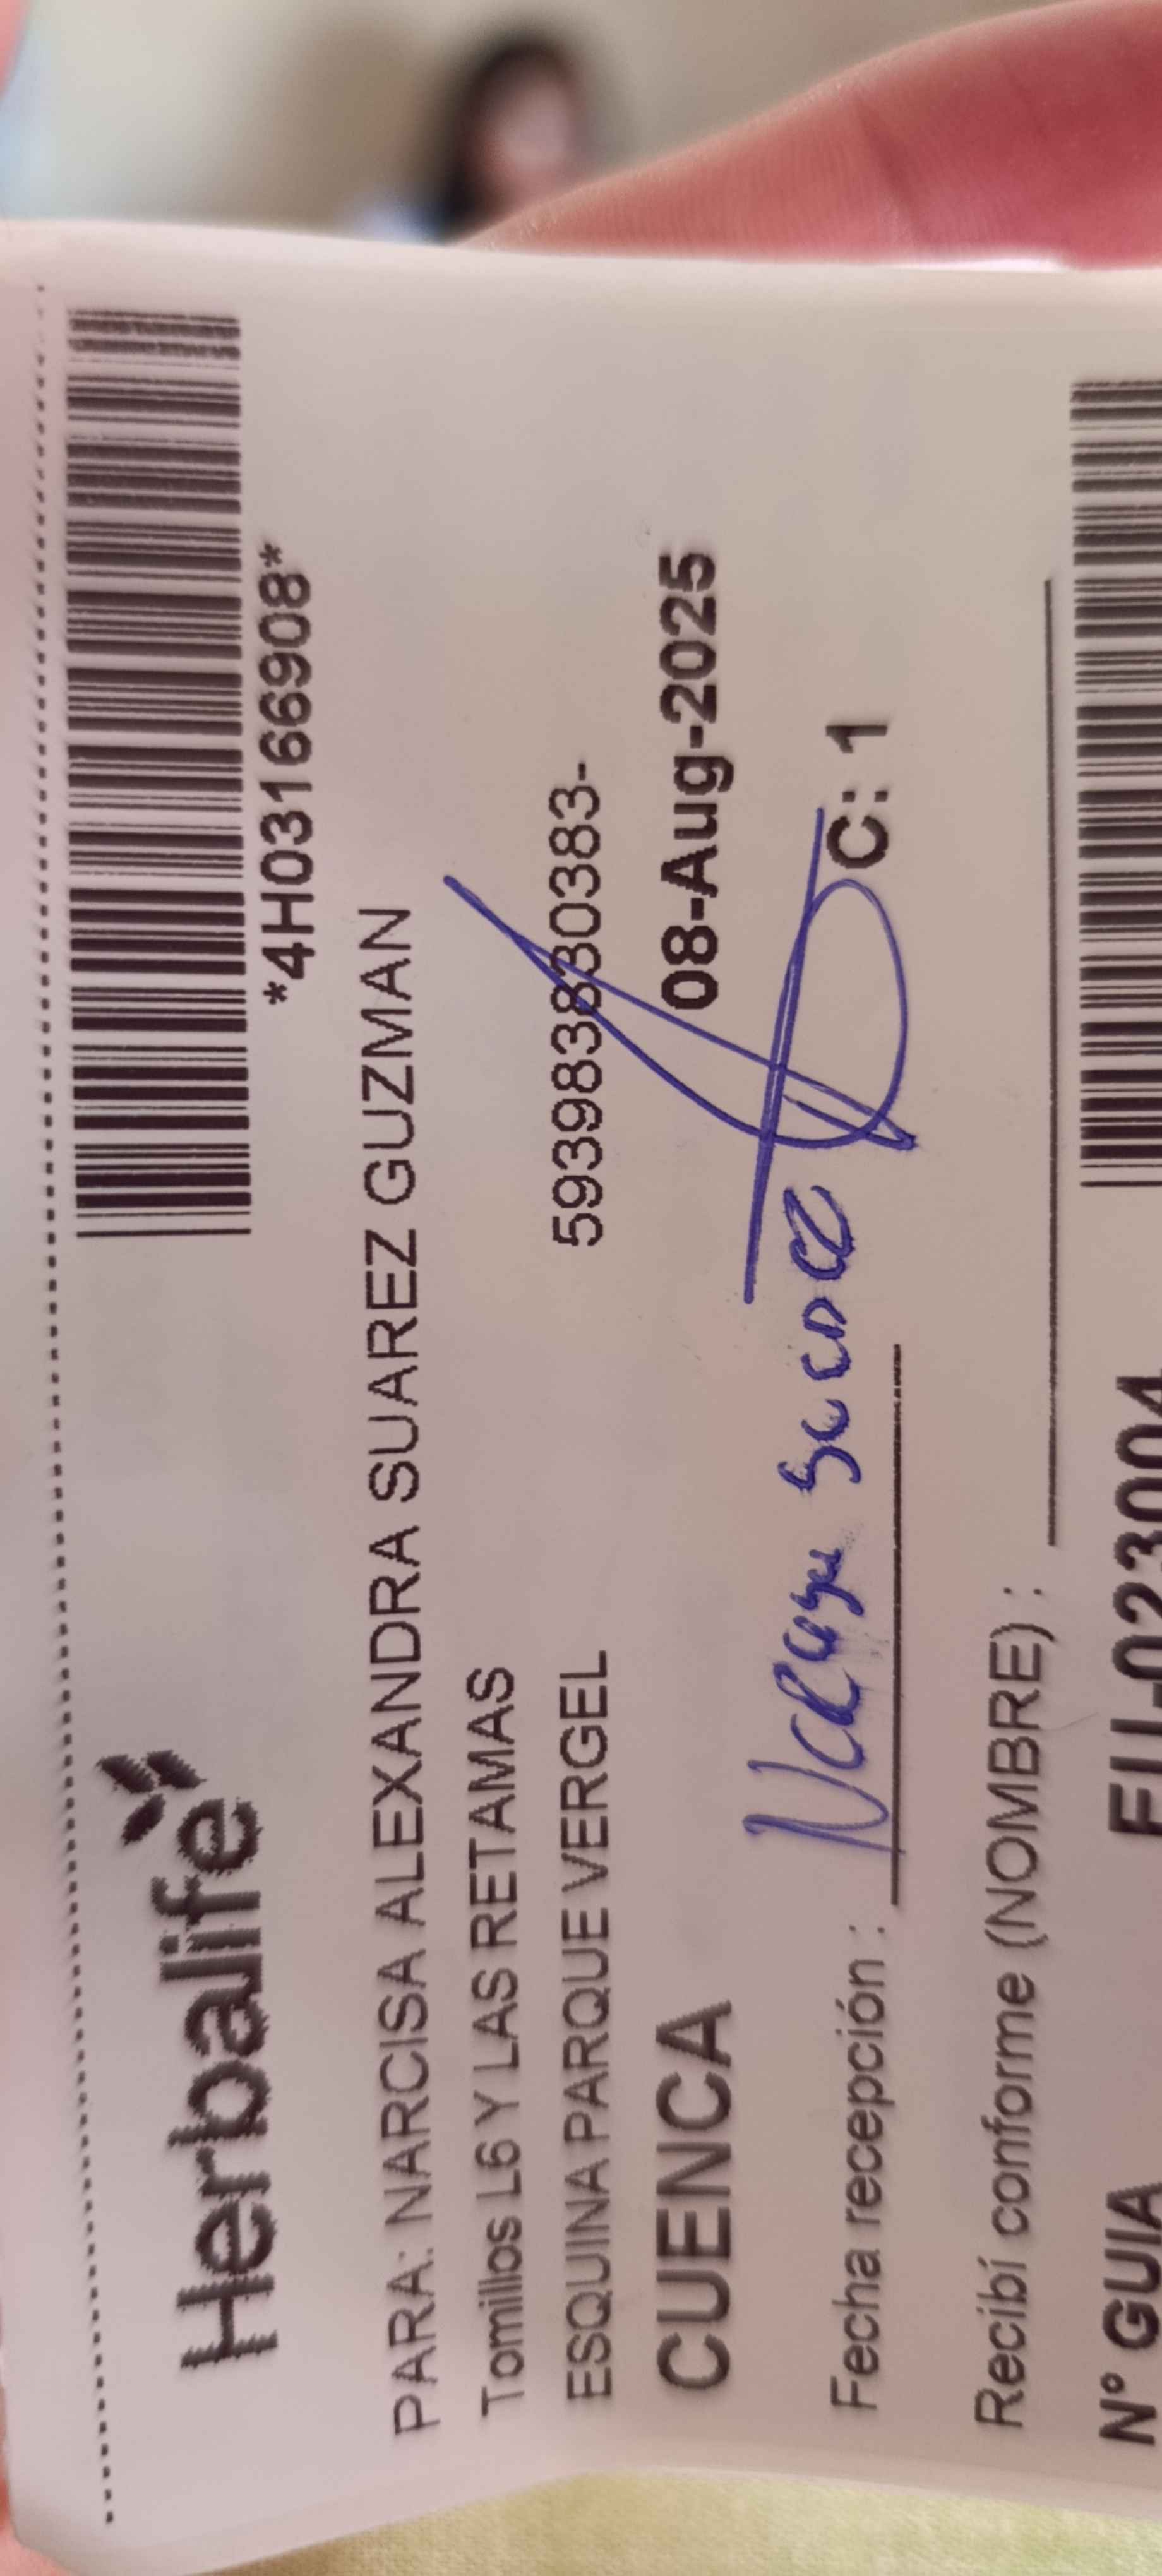 Herbalife
*4H03166908*
PARA: NARCISA ALEXANDRA SUAREZ GUZMAN
Tomillos L6 Y LAS RETAMAS
593983830383-
ESQUINA PARQUE VERGEL
CUENCA 08-Aug-2025
C: 1
Fecha recepción :
Recibí conforme (NOMBRE) :
N° GUIA